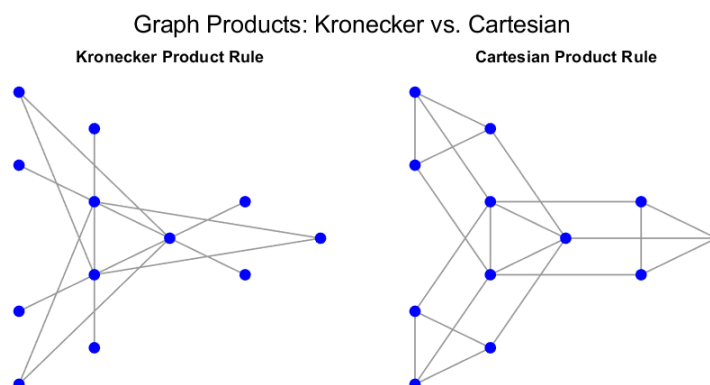 Graph Products: Kronecker vs. Cartesian
Kronecker Product Rule
Cartesian Product Rule